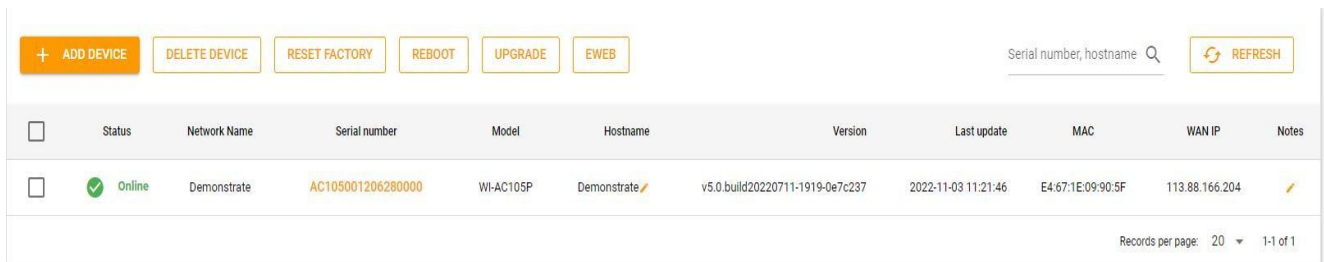 + ADD DEVICE DELETE DEVICE RESET FACTORY REBOOT UPGRADE EWEB Serial number, hostname REFRESH
Status Network Name Serial number Model Hostname Version Last update MAC WAN IP Notes
Online Demonstrate AC105001206280000 WI-AC105P Demonstrate v5.0.build20220711-1919-0e7c237 2022-11-03 11:21:46 E4:67:1E:09:90:5F 113.88.166.204
Records per page: 20 1-1 of 1